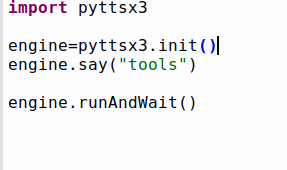 import pyttsx3
engine=pyttsx3.init()
engine.say("tools")
engine.runAndWait()